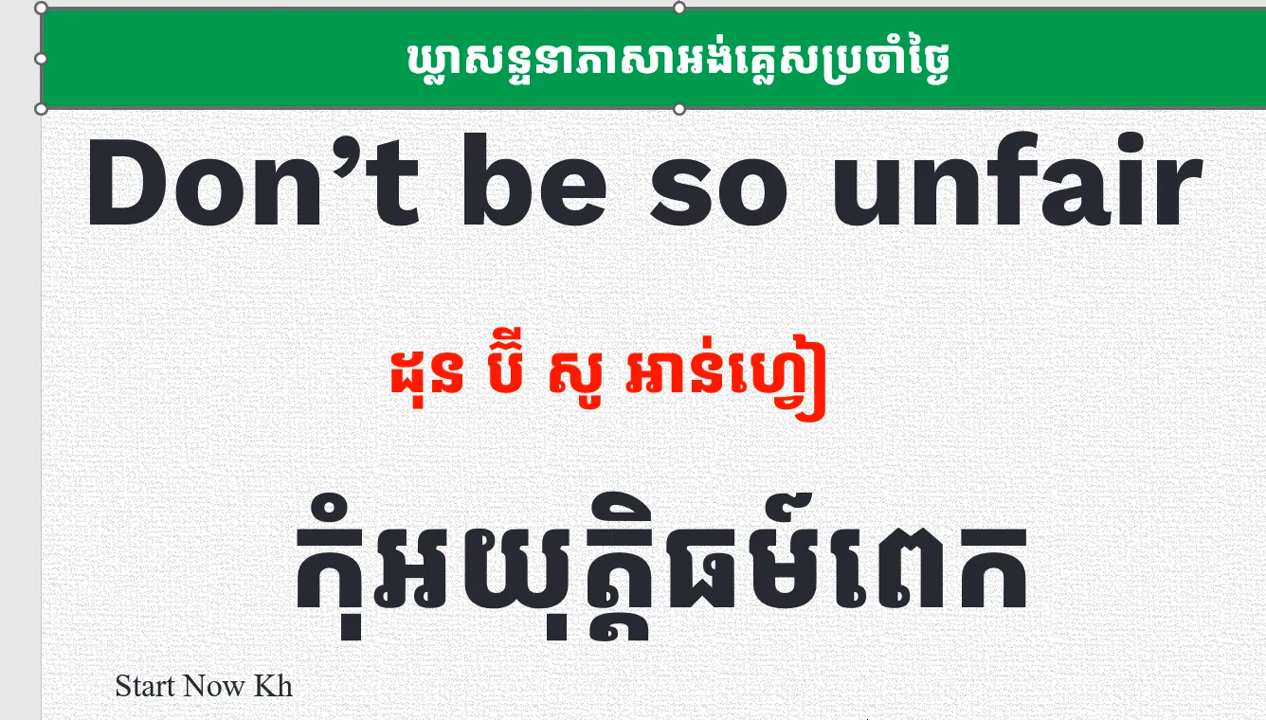 ឃ្លាសន្ទនាភាសាអង់គ្លេសប្រចាំថ្ងៃ
Don’t be so unfair
ដុន ប៊ី សូ អាន់ហ្វៀ
កុំអយុត្តិធម៍ពេក
Start Now Kh